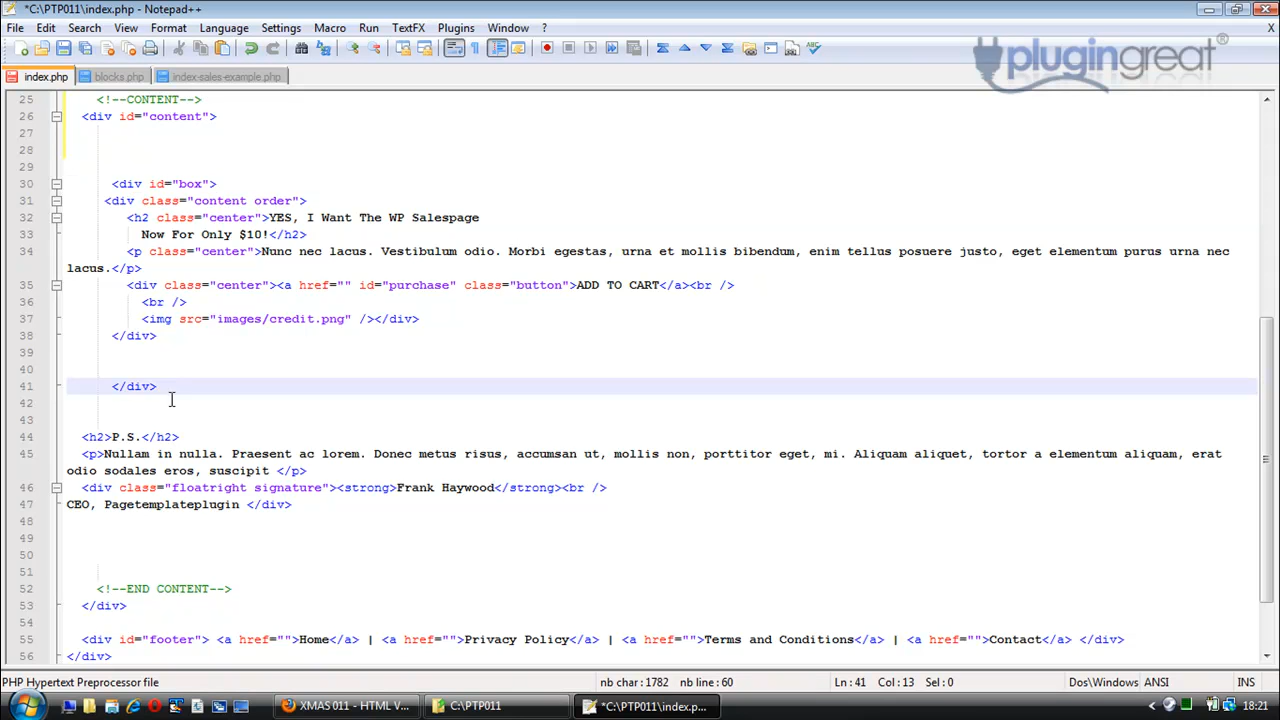 *C:\PTP011\index.php - Notepad++
File Edit Search View Format Language Settings Macro Run TextFX Plugins Window ? X
plugingreat®
index.php blocks.php index-sales-example.php
25 <!--CONTENT-->
26 <div id="content">
27
28
29
30 <div id="box">
31 <div class="content order">
32 <h2 class="center">YES, I Want The WP Salespage
33 Now For Only $10!</h2>
34 <p class="center">Nunc nec lacus. Vestibulum odio. Morbi egestas, urna et mollis bibendum, enim tellus posuere justo, eget elementum purus urna nec
lacus.</p>
35 <div class="center"><a href="" id="purchase" class="button">ADD TO CART</a><br />
36 <br />
37 <img src="images/credit.png" /></div>
38 </div>
39
40
41 </div>
42
43
44 <h2>P.S.</h2>
45 <p>Nullam in nulla. Praesent ac lorem. Donec metus risus, accumsan ut, mollis non, porttitor eget, mi. Aliquam aliquet, tortor a elementum aliquam, erat
odio sodales eros, suscipit </p>
46 <div class="floatright signature"><strong>Frank Haywood</strong><br />
47 CEO, Pagetemplateplugin </div>
48
49
50
51
52 <!--END CONTENT-->
53 </div>
54
55 <div id="footer"> <a href="">Home</a> | <a href="">Privacy Policy</a> | <a href="">Terms and Conditions</a> | <a href="">Contact</a> </div>
56 </div>
PHP Hypertext Preprocessor file nb char : 1782 nb line : 60 Ln : 41 Col : 13 Sel : 0 Dos\Windows ANSI INS
XMAS 011 - HTML V... C:\PTP011 *C:\PTP011\index.p... 18:21